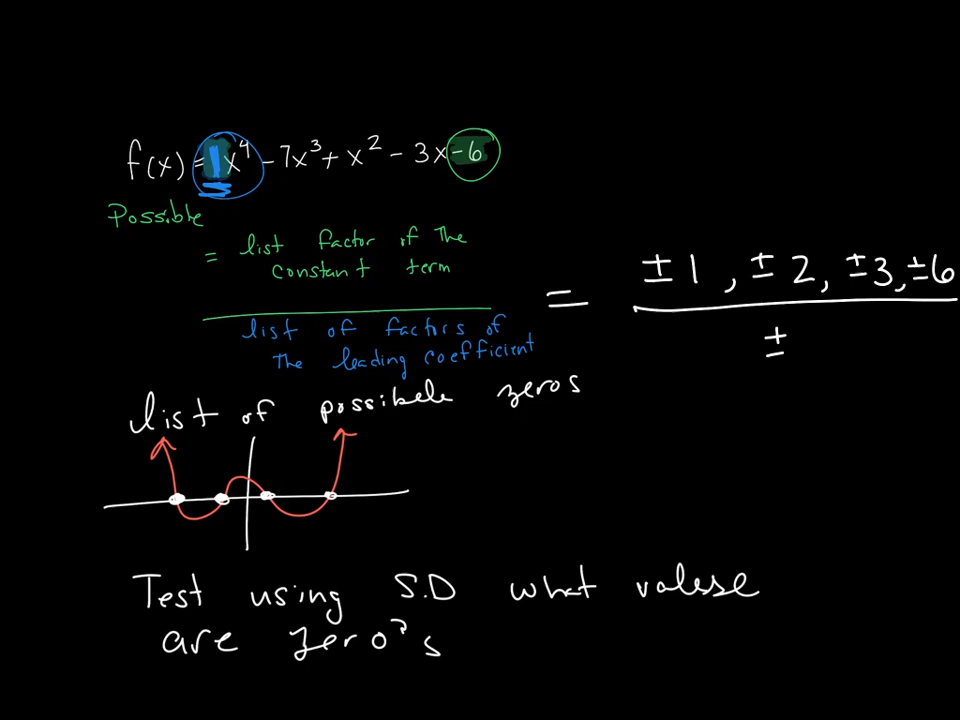 f(x) = 1x⁴ - 7x³ + x² - 3x - 6
Possible
= list factor of the
constant term
list of factors of
the leading coefficient
= ±1, ±2, ±3, ±6
±
list of possibele zeros
Test using S.D what valese
are zero's